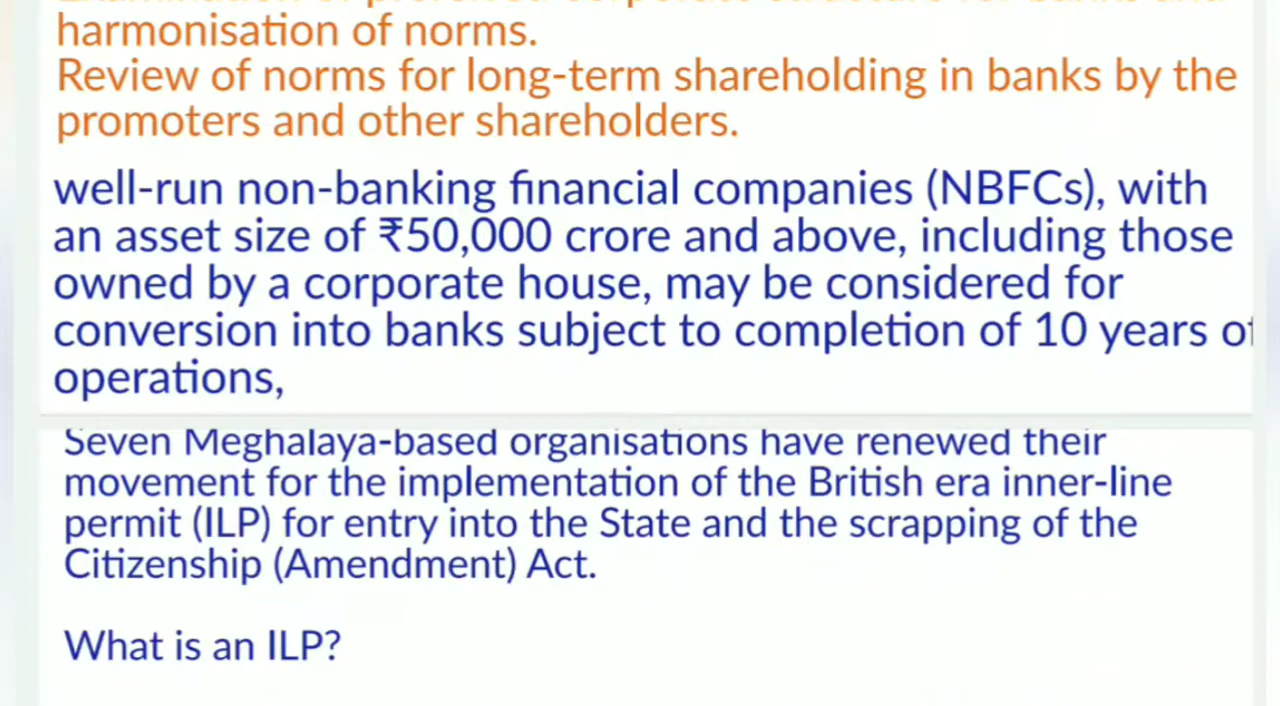 harmonisation of norms.
Review of norms for long-term shareholding in banks by the
promoters and other shareholders.
well-run non-banking financial companies (NBFCs), with
an asset size of ₹50,000 crore and above, including those
owned by a corporate house, may be considered for
conversion into banks subject to completion of 10 years of
operations,
Seven Meghalaya-based organisations have renewed their
movement for the implementation of the British era inner-line
permit (ILP) for entry into the State and the scrapping of the
Citizenship (Amendment) Act.
What is an ILP?